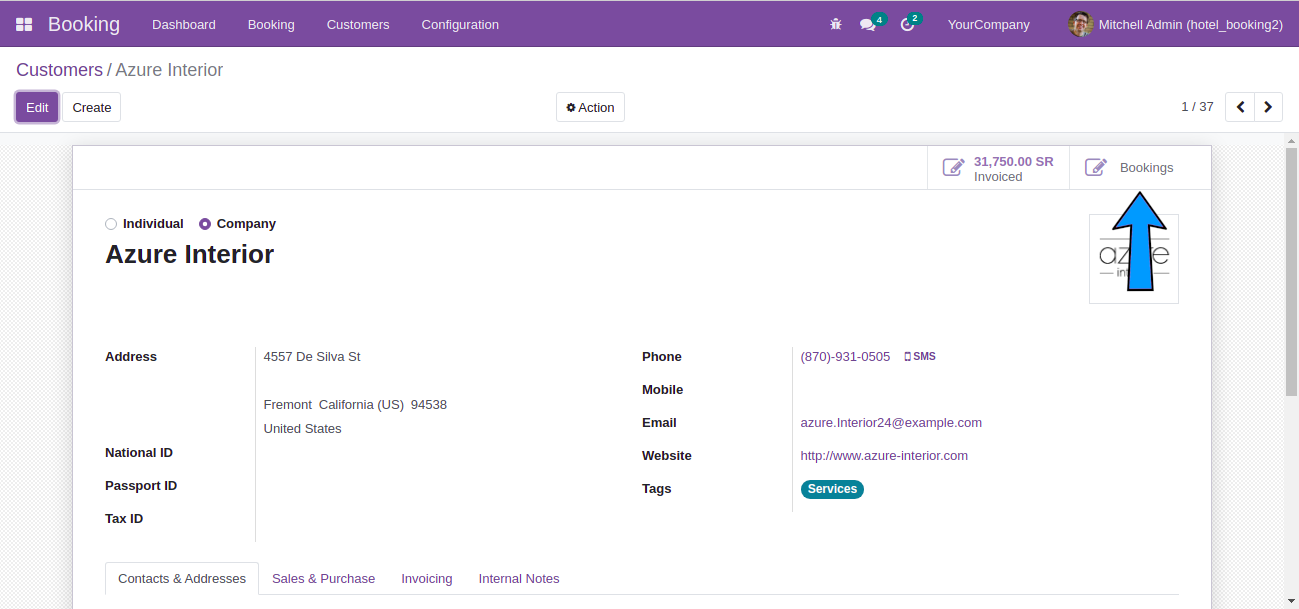 Booking Dashboard Booking Customers Configuration 4 2 YourCompany Mitchell Admin (hotel_booking2)
Customers / Azure Interior
Edit Create Action 1 / 37
31,750.00 SR
Invoiced
Bookings
Individual Company
Azure Interior
Address 4557 De Silva St
Fremont California (US) 94538
United States
National ID
Passport ID
Tax ID
Phone (870)-931-0505 SMS
Mobile
Email azure.Interior24@example.com
Website http://www.azure-interior.com
Tags Services
Contacts & Addresses Sales & Purchase Invoicing Internal Notes